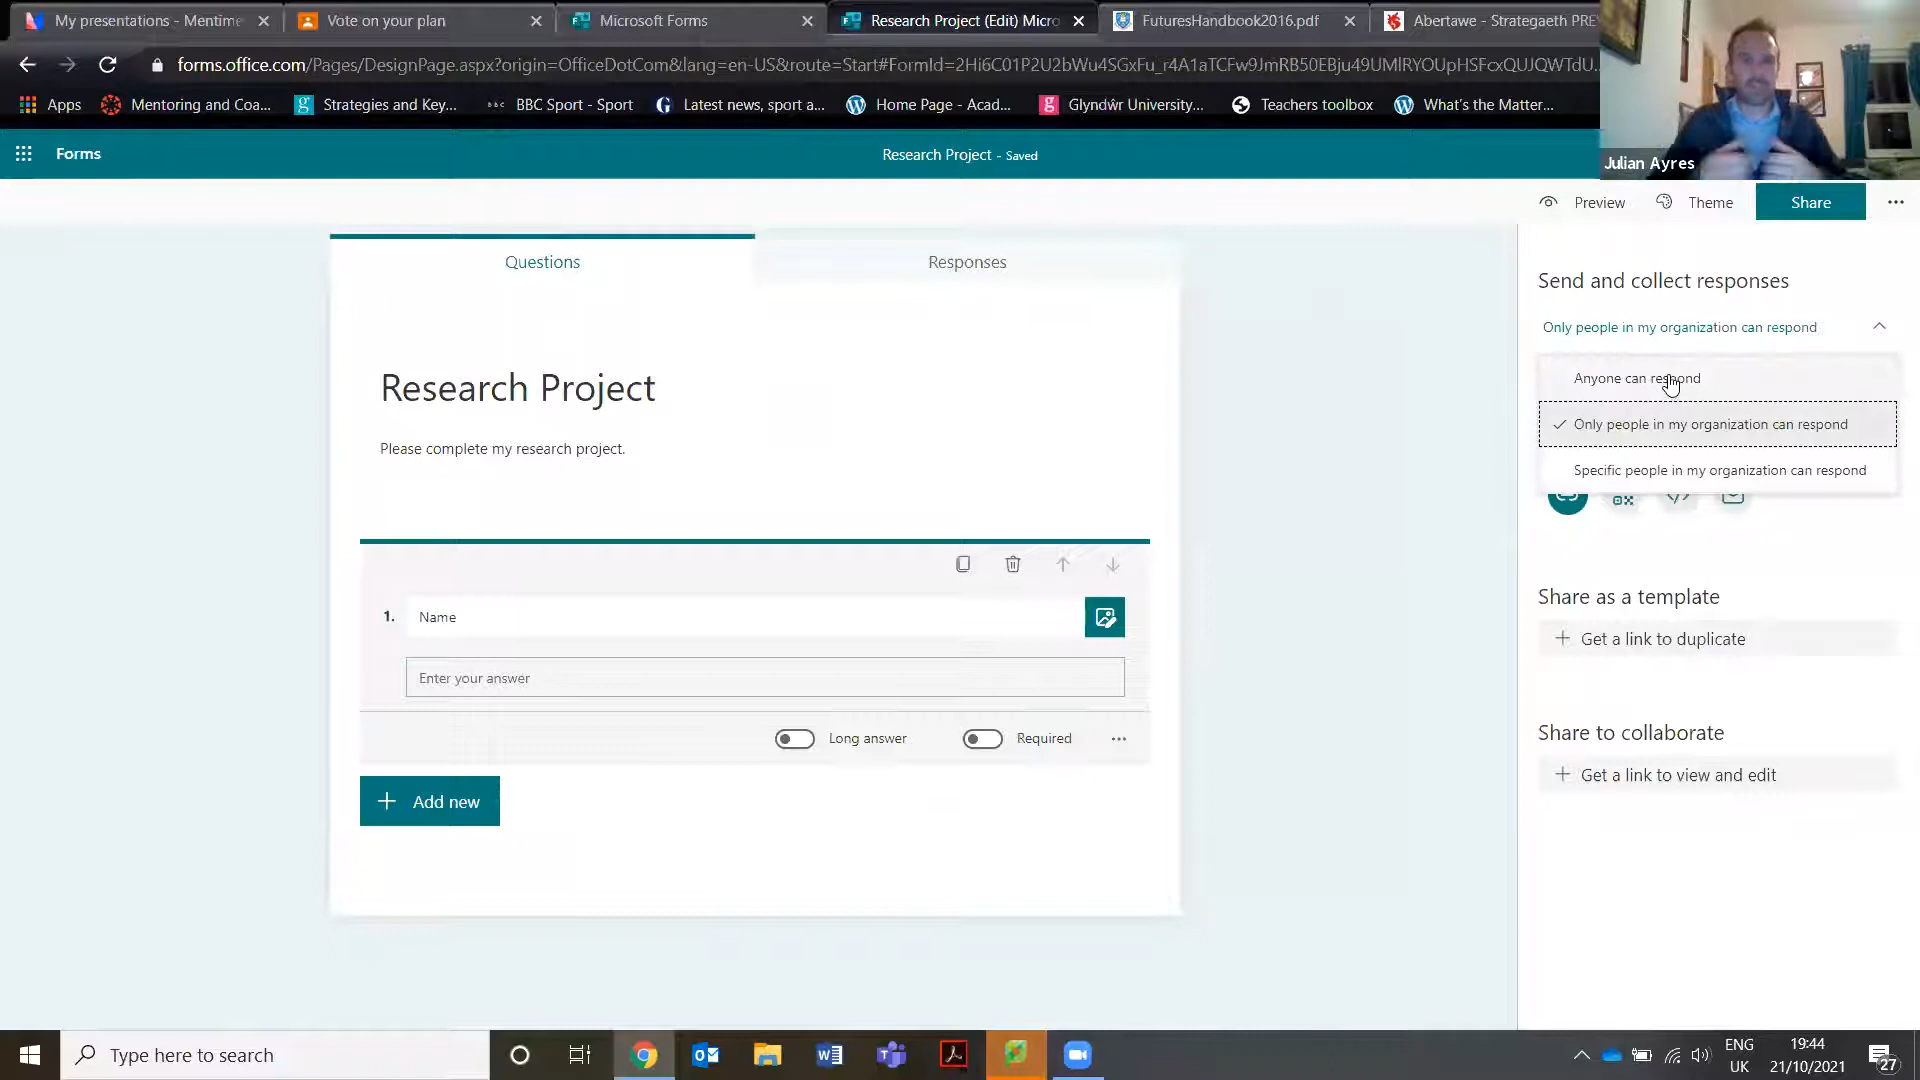 My presentations - Mentime
Vote on your plan
Microsoft Forms
Research Project (Edit) Micro
FuturesHandbook2016.pdf
Abertawe - Strategaeth PRE
forms.office.com/Pages/DesignPage.aspx?origin=OfficeDotCom&lang=en-US&route=Start#FormId=2Hi6C01P2U2bWu4SGxFu_r4A1aTCFw9JmRB50EBju49UMlRYOUpHSFcxQUJQWTdU...
Apps
Mentoring and Coa...
Strategies and Key...
BBC
BBC Sport - Sport
Latest news, sport a...
Home Page - Acad...
Glyndŵr University,...
Teachers toolbox
What's the Matter...
Julian Ayres
Forms
Research Project - Saved
Preview
Theme
Share
Questions
Responses
Research Project
Please complete my research project.
1.
Name
Enter your answer
Long answer
Required
Add new
Send and collect responses
Only people in my organization can respond
Anyone can respond
Only people in my organization can respond
Specific people in my organization can respond
Share as a template
Get a link to duplicate
Share to collaborate
Get a link to view and edit
Type here to search
ENG
UK
19:44
21/10/2021
27